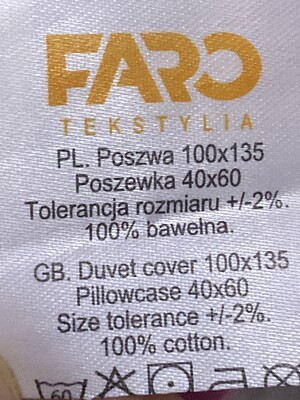 FARO
TEKSTYLIA
PL. Poszwa 100x135
Poszewka 40x60
Tolerancja rozmiaru +/-2%.
100% bawełna.
GB. Duvet cover 100x135
Pillowcase 40x60
Size tolerance +/-2%.
100% cotton.
60